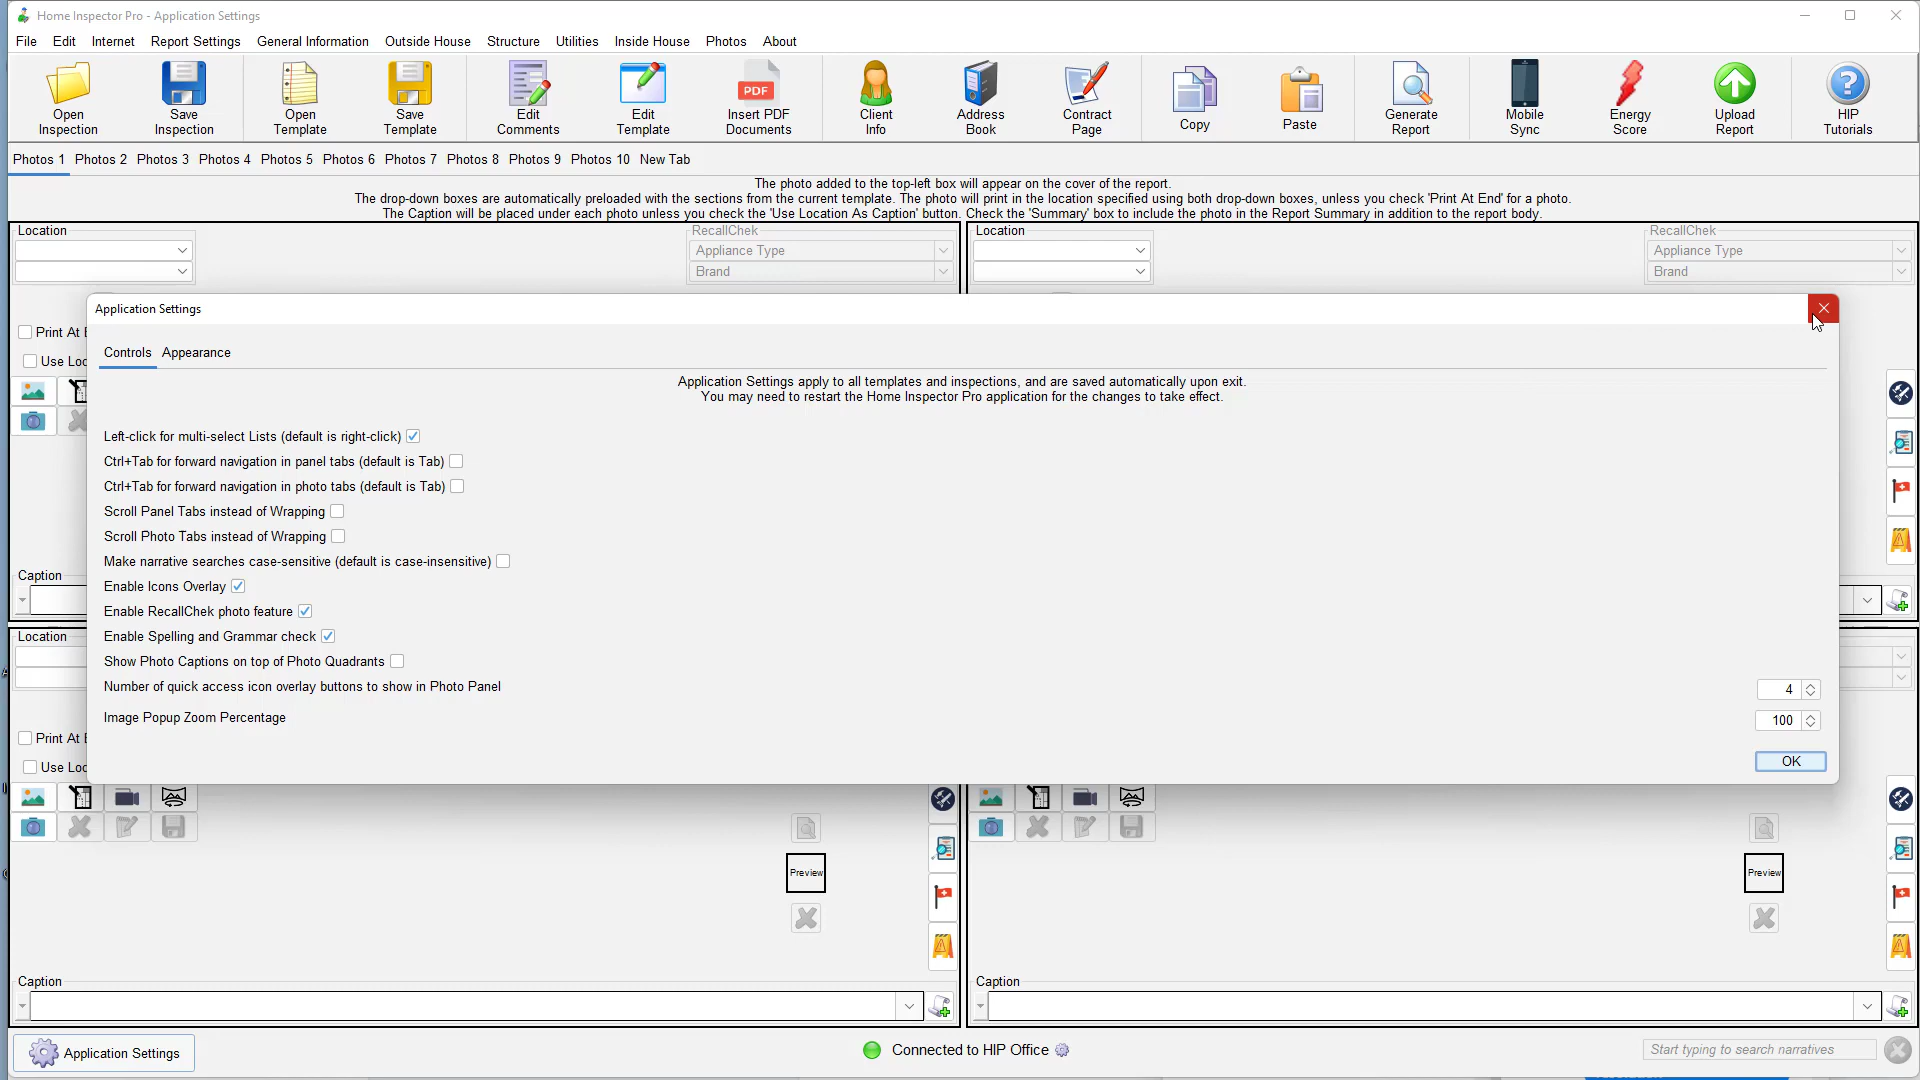 Home Inspector Pro - Application Settings
File Edit Internet Report Settings General Information Outside House Structure Utilities Inside House Photos About
Open Inspection
Save Inspection
Open Template
Save Template
Edit Comments
Edit Template
PDF
Insert PDF Documents
Client Info
Address Book
Contract Page
Copy
Paste
Generate Report
Mobile Sync
Energy Score
Upload Report
HIP Tutorials
Photos 1 Photos 2 Photos 3 Photos 4 Photos 5 Photos 6 Photos 7 Photos 8 Photos 9 Photos 10 New Tab
The photo added to the top-left box will appear on the cover of the report.
The drop-down boxes are automatically preloaded with the sections from the current template. The photo will print in the location specified using both drop-down boxes, unless you check 'Print At End' for a photo.
The Caption will be placed under each photo unless you check the 'Use Location As Caption' button. Check the 'Summary' box to include the photo in the Report Summary in addition to the report body.
Location RecallChek Location RecallChek
Appliance Type Appliance Type
Brand Brand
Application Settings
Print At
Controls Appearance
Use Loc
Application Settings apply to all templates and inspections, and are saved automatically upon exit.
You may need to restart the Home Inspector Pro application for the changes to take effect.
Left-click for multi-select Lists (default is right-click)
Ctrl+Tab for forward navigation in panel tabs (default is Tab)
Ctrl+Tab for forward navigation in photo tabs (default is Tab)
Scroll Panel Tabs instead of Wrapping
Scroll Photo Tabs instead of Wrapping
Make narrative searches case-sensitive (default is case-insensitive)
Caption
Enable Icons Overlay
Enable RecallChek photo feature
Location
Enable Spelling and Grammar check
Show Photo Captions on top of Photo Quadrants
Number of quick access icon overlay buttons to show in Photo Panel 4
Image Popup Zoom Percentage 100
Print At
Use Loc
OK
Preview Preview
Caption Caption
Application Settings
Connected to HIP Office
Start typing to search narratives